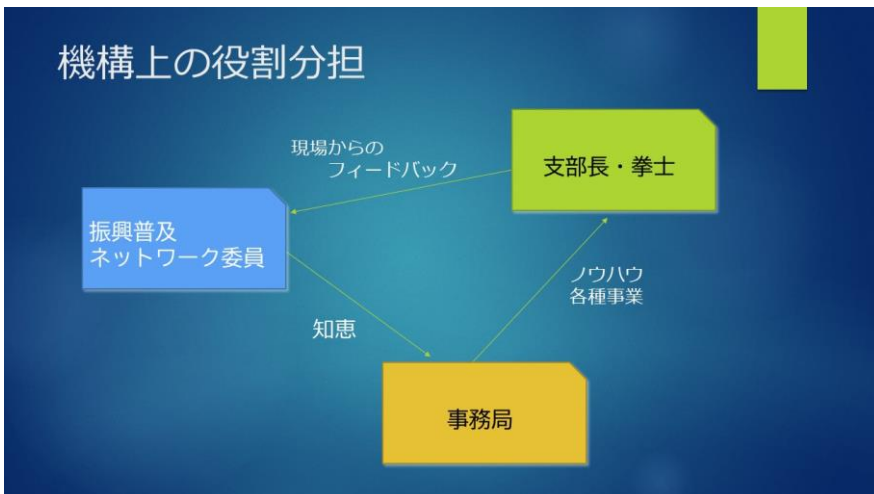 機構上の役割分担
現場からの
フィードバック
支部長・拳士
振興普及
ネットワーク委員
ノウハウ
各種事業
知恵
事務局